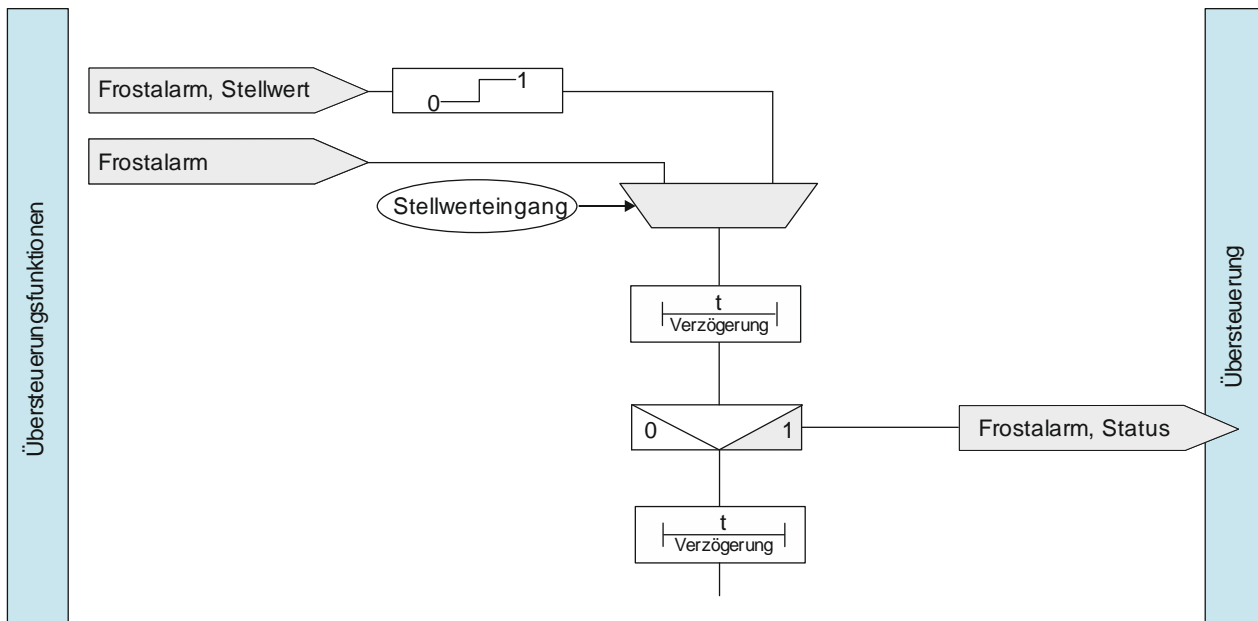 Übersteuerungsfunktionen
Frostalarm, Stellwert
0
1
Frostalarm
Stellwerteingang
t
Verzögerung
0
1
Frostalarm, Status
Übersteuerung
t
Verzögerung